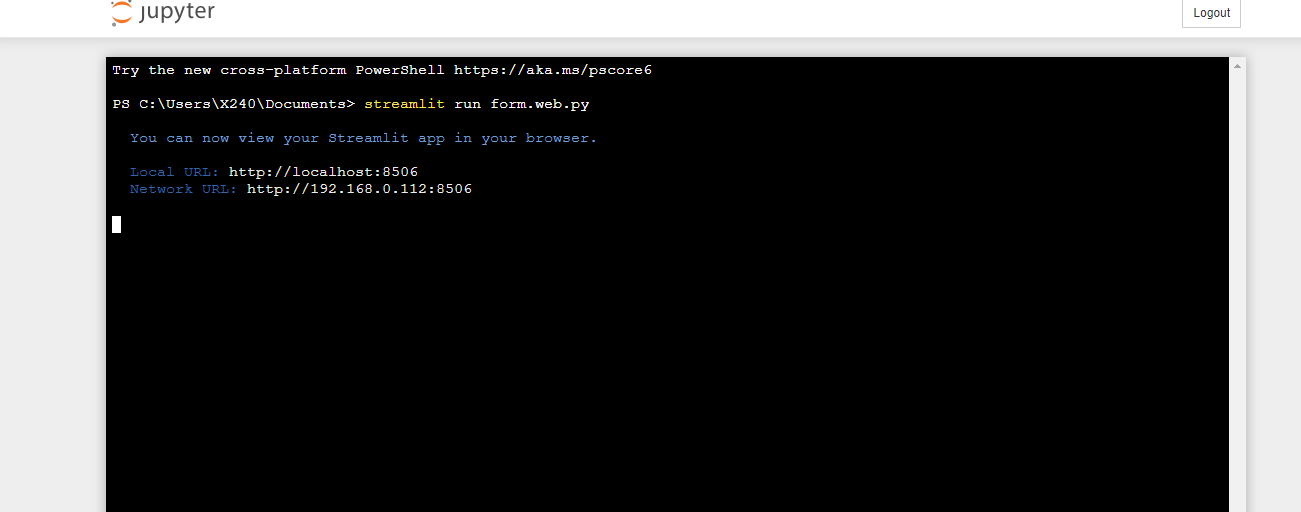 jupyter
Logout
Try the new cross-platform PowerShell https://aka.ms/pscore6
PS C:\Users\X240\Documents> streamlit run form.web.py
You can now view your Streamlit app in your browser.
Local URL: http://localhost:8506
Network URL: http://192.168.0.112:8506